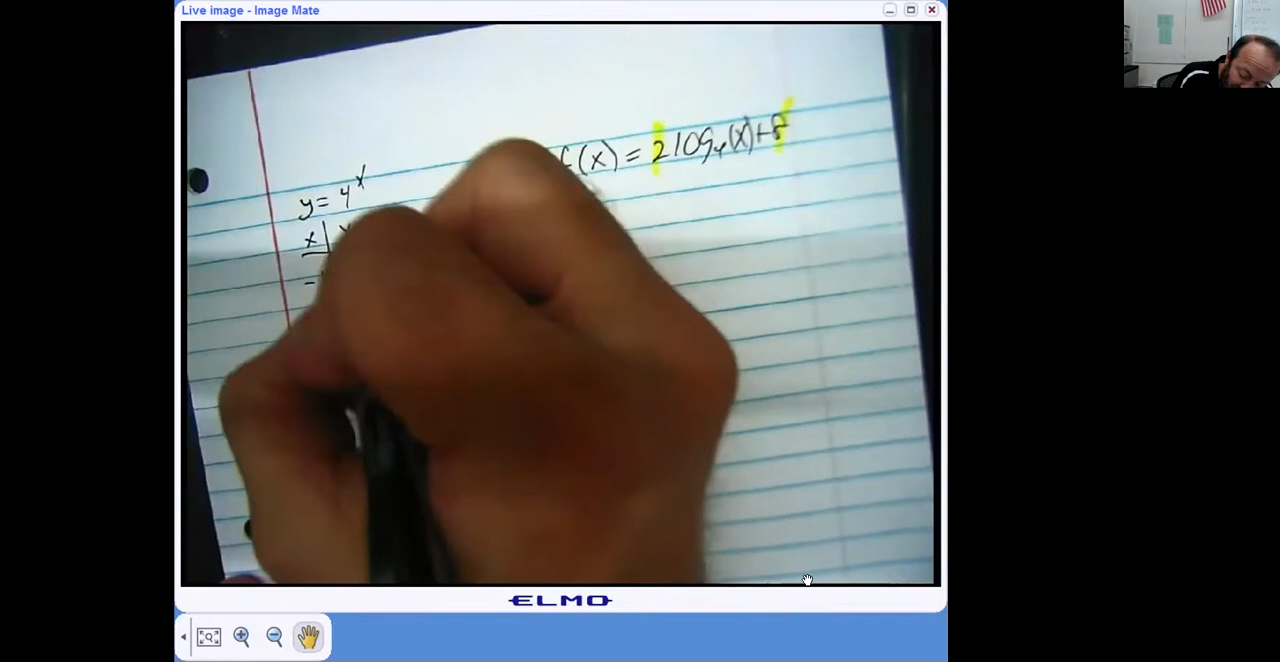 Live image - Image Mate
f(x) = 2log₄(x)+8
y = 4^x
x | y
-
ELMO